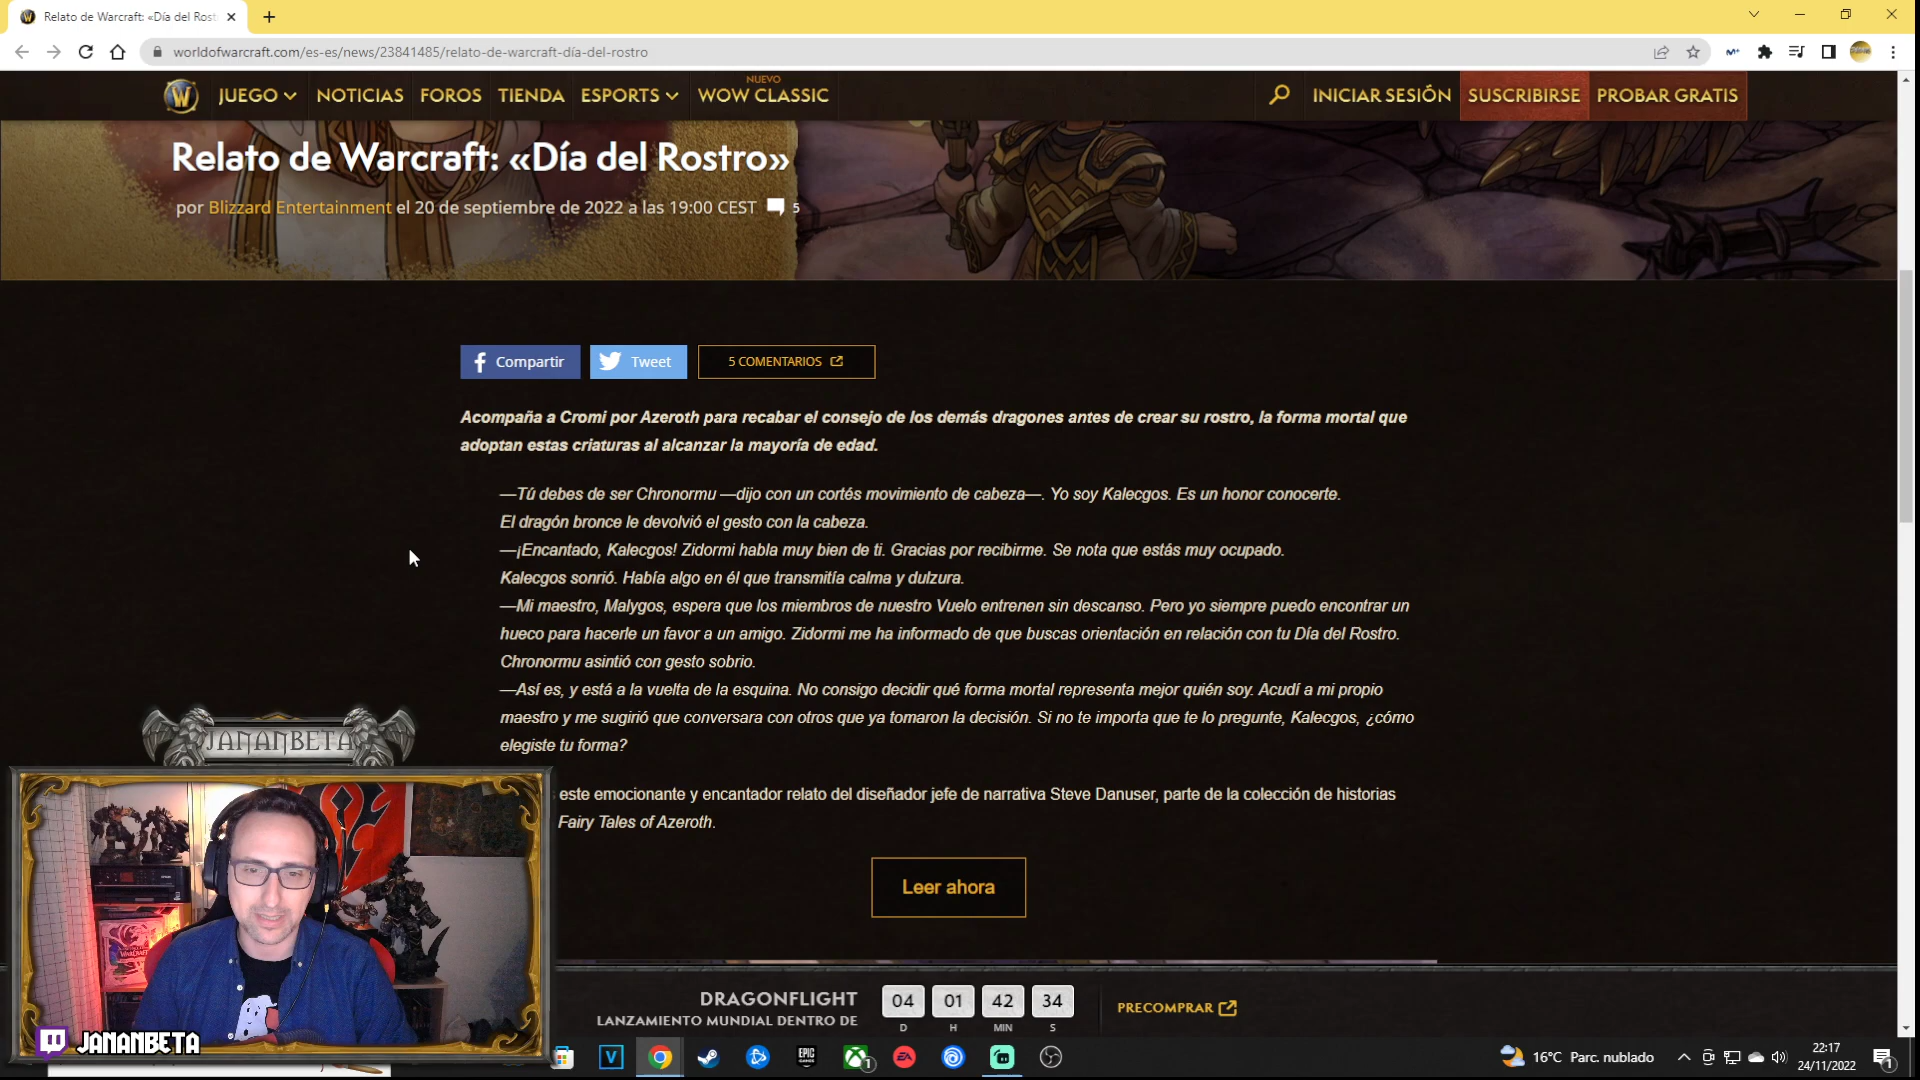 Relato de Warcraft: «Día del Rost
worldofwarcraft.com/es-es/news/23841485/relato-de-warcraft-día-del-rostro
JUEGO NOTICIAS FOROS TIENDA ESPORTS NUEVO WOW CLASSIC INICIAR SESIÓN SUSCRIBIRSE PROBAR GRATIS
Relato de Warcraft: «Día del Rostro»
por Blizzard Entertainment el 20 de septiembre de 2022 a las 19:00 CEST 5
Compartir Tweet 5 COMENTARIOS
Acompaña a Cromi por Azeroth para recabar el consejo de los demás dragones antes de crear su rostro, la forma mortal que
adoptan estas criaturas al alcanzar la mayoría de edad.
—Tú debes de ser Chronormu —dijo con un cortés movimiento de cabeza—. Yo soy Kalecgos. Es un honor conocerte.
El dragón bronce le devolvió el gesto con la cabeza.
—¡Encantado, Kalecgos! Zidormi habla muy bien de ti. Gracias por recibirme. Se nota que estás muy ocupado.
Kalecgos sonrió. Había algo en él que transmitía calma y dulzura.
—Mi maestro, Malygos, espera que los miembros de nuestro Vuelo entrenen sin descanso. Pero yo siempre puedo encontrar un
hueco para hacerle un favor a un amigo. Zidormi me ha informado de que buscas orientación en relación con tu Día del Rostro.
Chronormu asintió con gesto sobrio.
—Así es, y está a la vuelta de la esquina. No consigo decidir qué forma mortal representa mejor quién soy. Acudí a mi propio
maestro y me sugirió que conversara con otros que ya tomaron la decisión. Si no te importa que te lo pregunte, Kalecgos, ¿cómo
elegiste tu forma?
este emocionante y encantador relato del diseñador jefe de narrativa Steve Danuser, parte de la colección de historias
Fairy Tales of Azeroth.
Leer ahora
JANANBETA
JANANBETA
DRAGONFLIGHT
LANZAMIENTO MUNDIAL DENTRO DE
04 01 42 34
D H MIN S
PRECOMPRAR
16°C Parc. nublado
22:17
24/11/2022